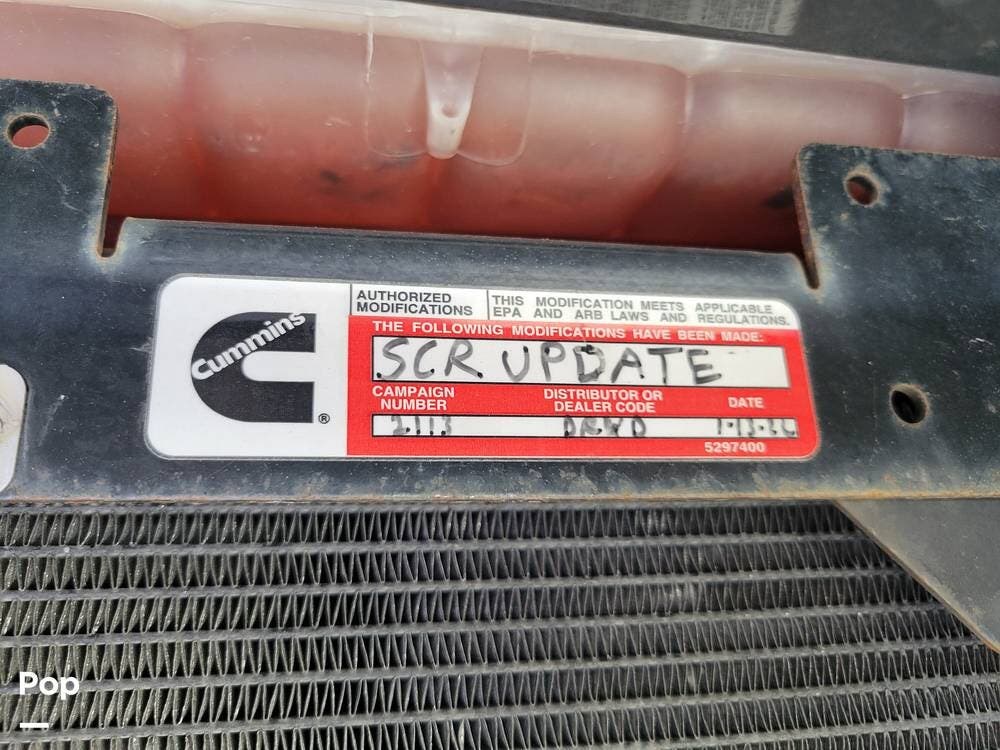 Cummins
®
AUTHORIZED
MODIFICATIONS
THIS MODIFICATION MEETS APPLICABLE
EPA AND ARB LAWS AND REGULATIONS.
THE FOLLOWING MODIFICATIONS HAVE BEEN MADE:
SCR UPDATE
CAMPAIGN
NUMBER
DISTRIBUTOR OR
DEALER CODE
DATE
5297400
Pop